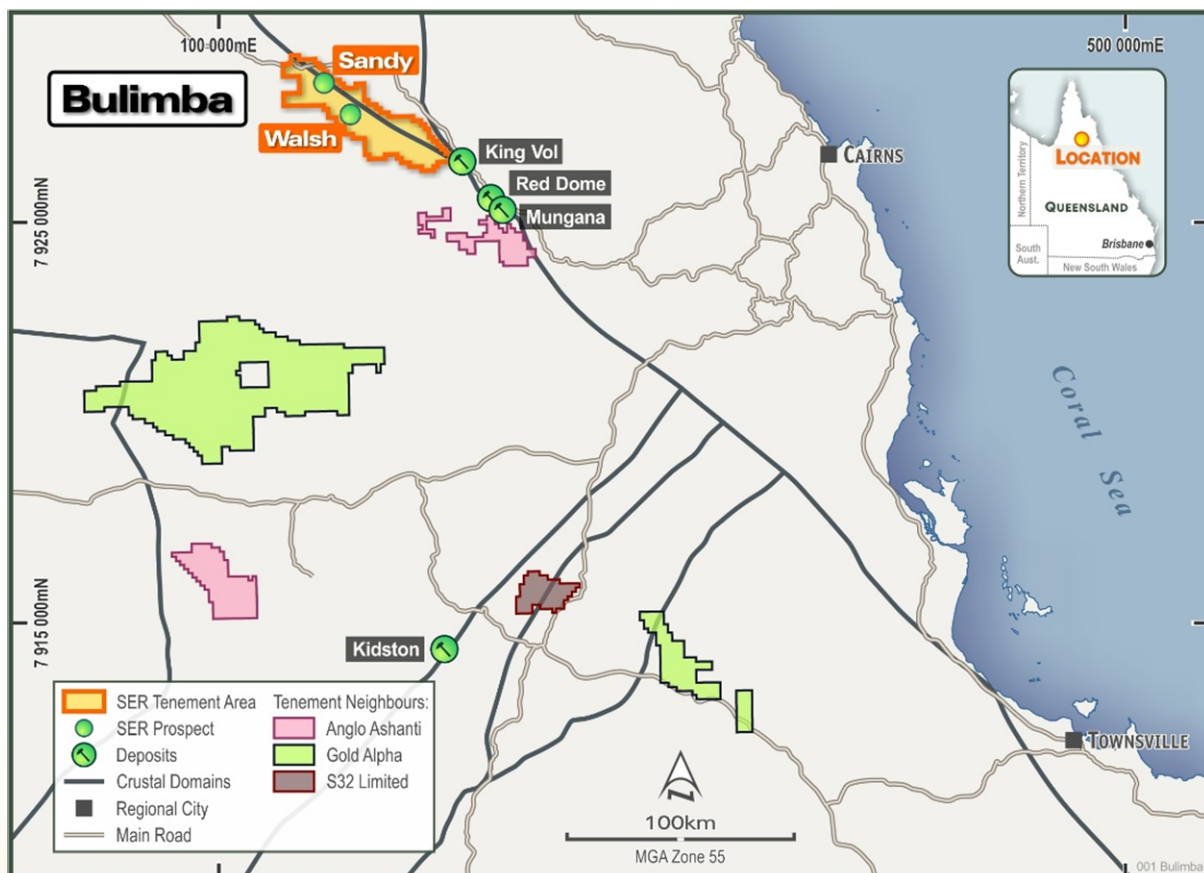 100 000mE
500 000mE
Bulimba
Sandy
Walsh
King Vol
Red Dome
Mungana
CAIRNS
7 925 000mN
LOCATION
Northern Territory
QUEENSLAND
Brisbane
South
Aust.
New South Wales
Coral Sea
7 915 000mN
Kidston
TOWNSVILLE
SER Tenement Area
SER Prospect
Deposits
Crustal Domains
Regional City
Main Road
Tenement Neighbours:
Anglo Ashanti
Gold Alpha
S32 Limited
N
100km
MGA Zone 55
001 Bulimba